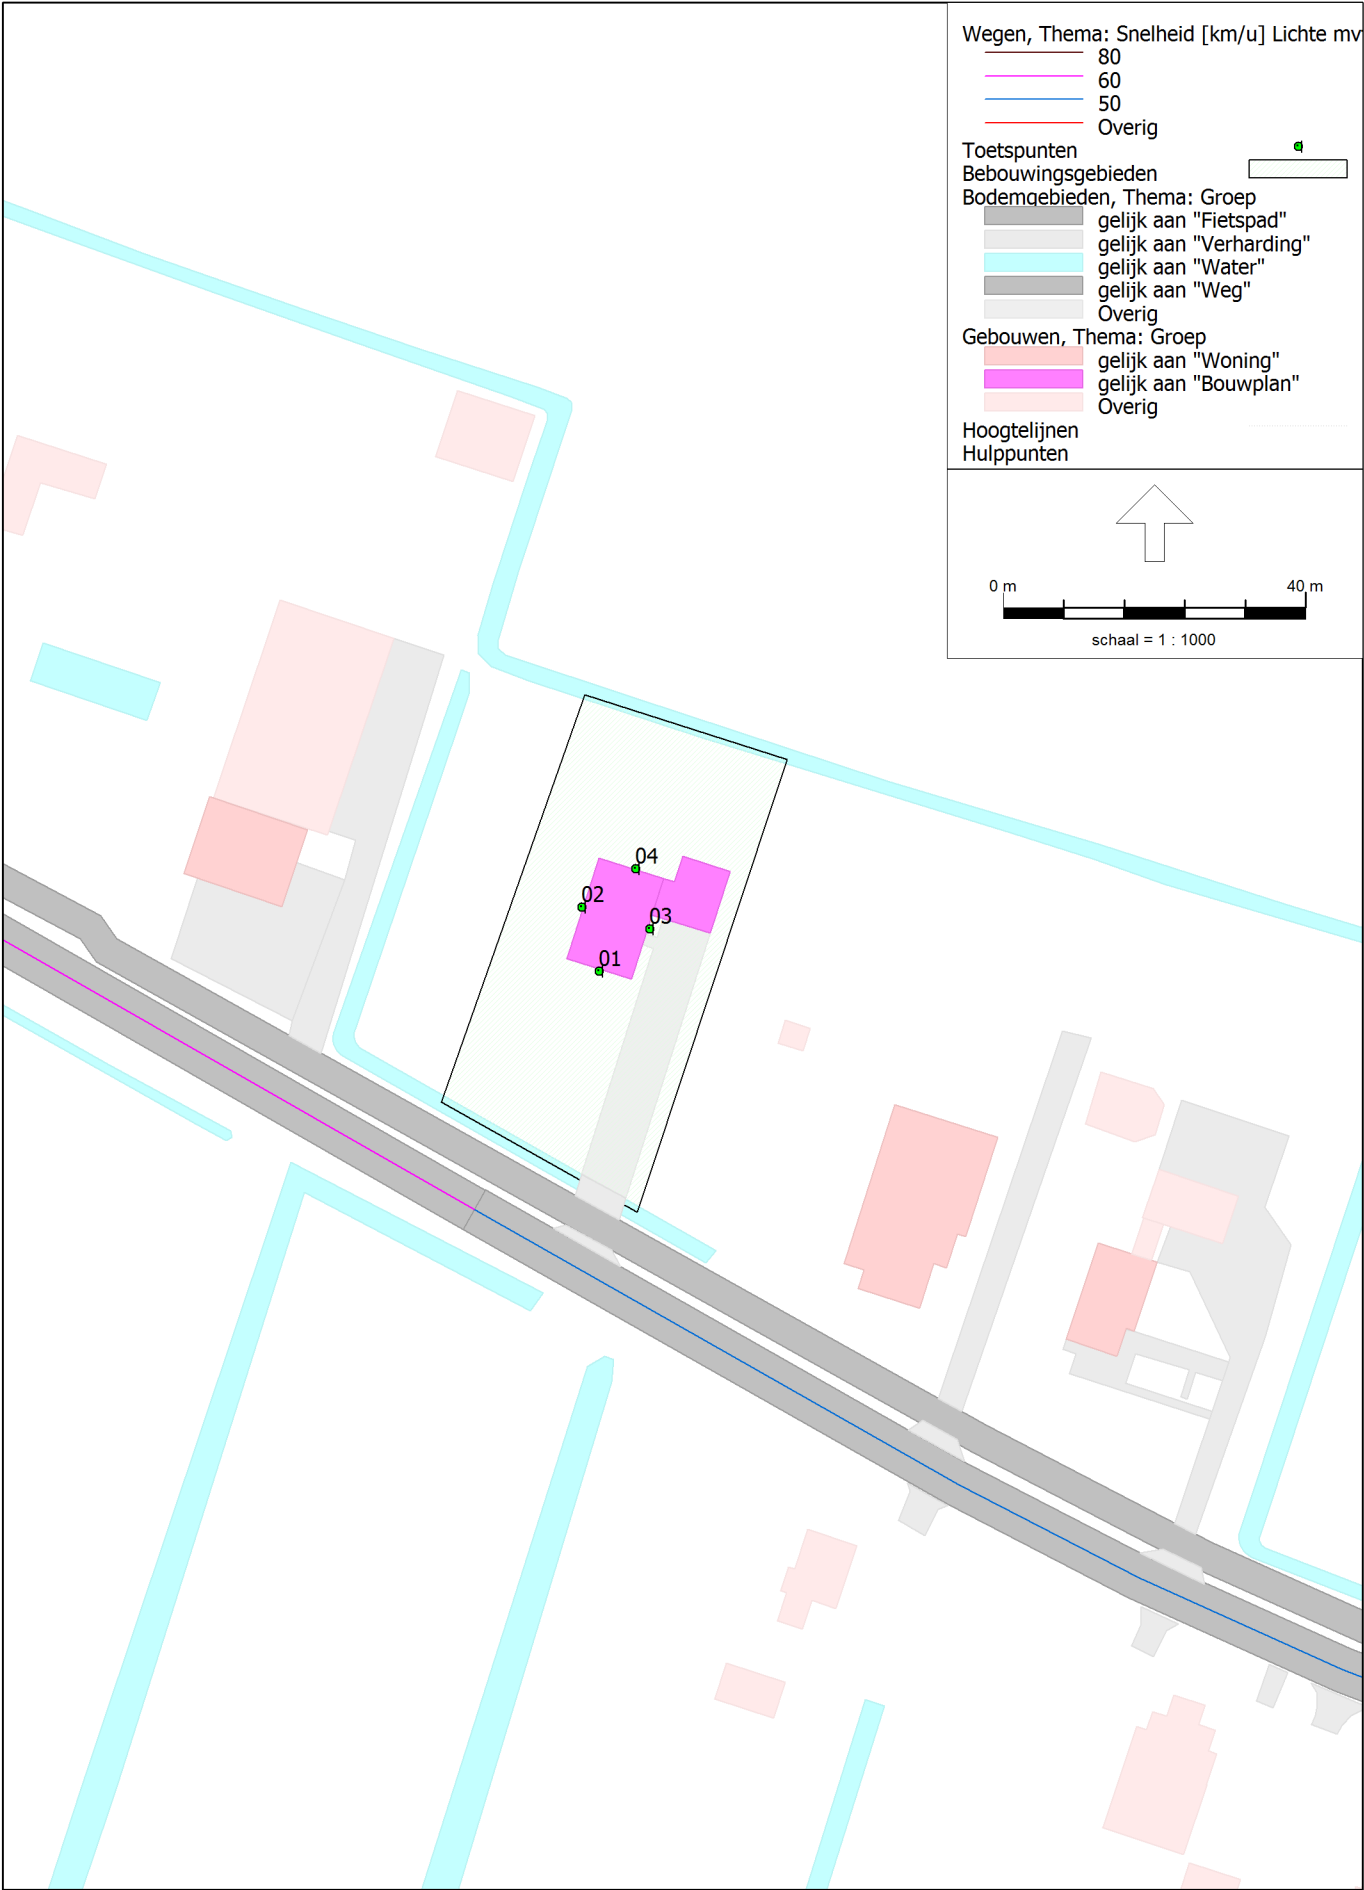 Wegen, Thema: Snelheid [km/u] Lichte mv
80
60
50
Overig
Toetspunten
Bebouwingsgebieden
Bodemgebieden, Thema: Groep
gelijk aan "Fietspad"
gelijk aan "Verharding"
gelijk aan "Water"
gelijk aan "Weg"
Overig
Gebouwen, Thema: Groep
gelijk aan "Woning"
gelijk aan "Bouwplan"
Overig
Hoogtelijnen
Hulppunten
0 m 40 m
schaal = 1 : 1000
04
02
03
01